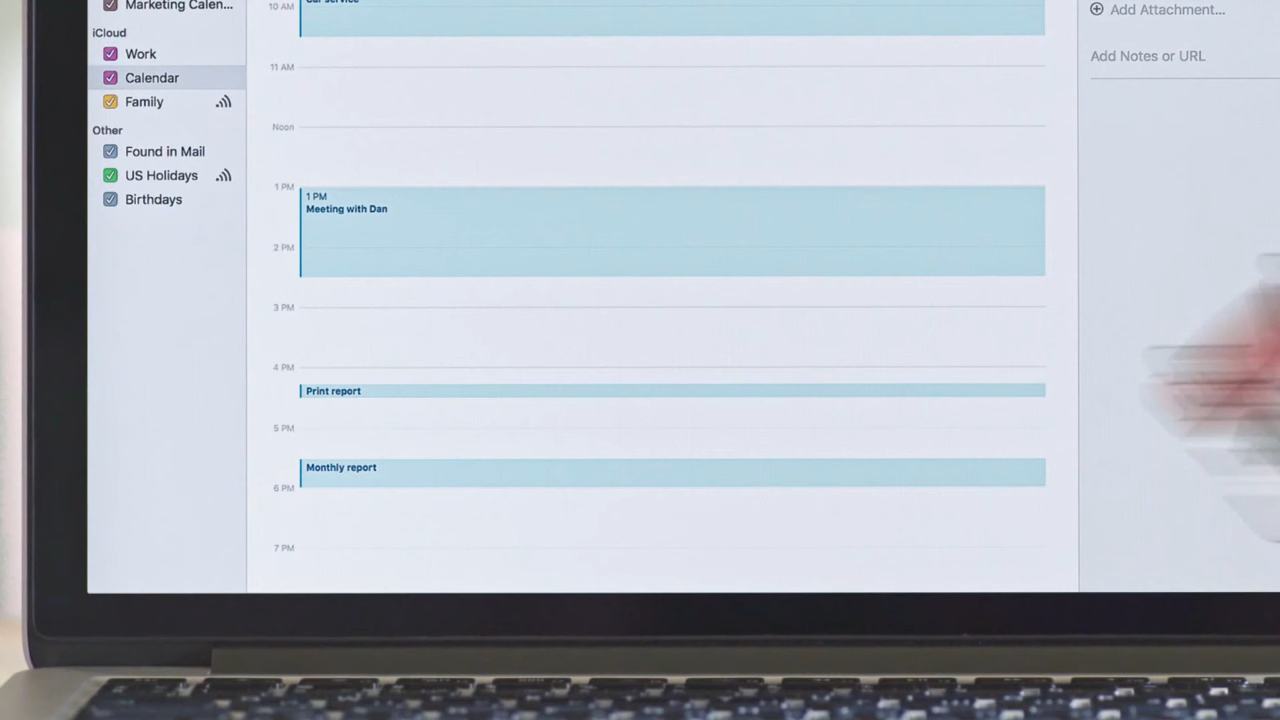 Marketing Calen...
iCloud
Work
Calendar
Family
Other
Found in Mail
US Holidays
Birthdays
10 AM
Car service
11 AM
Noon
1 PM
1 PM
Meeting with Dan
2 PM
3 PM
4 PM
Print report
5 PM
Monthly report
6 PM
7 PM
Add Attachment...
Add Notes or URL